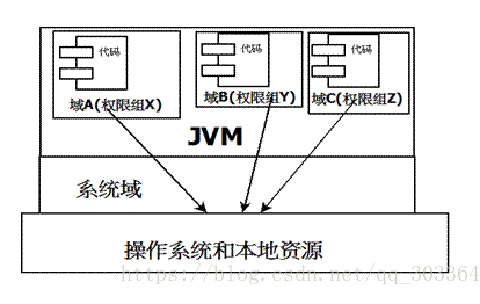 代码
代码
代码
域A(权限组X)
域B(权限组Y)
域C(权限组Z)
JVM
系统域
操作系统和本地资源
https://blog.csdn.net/qq_303364